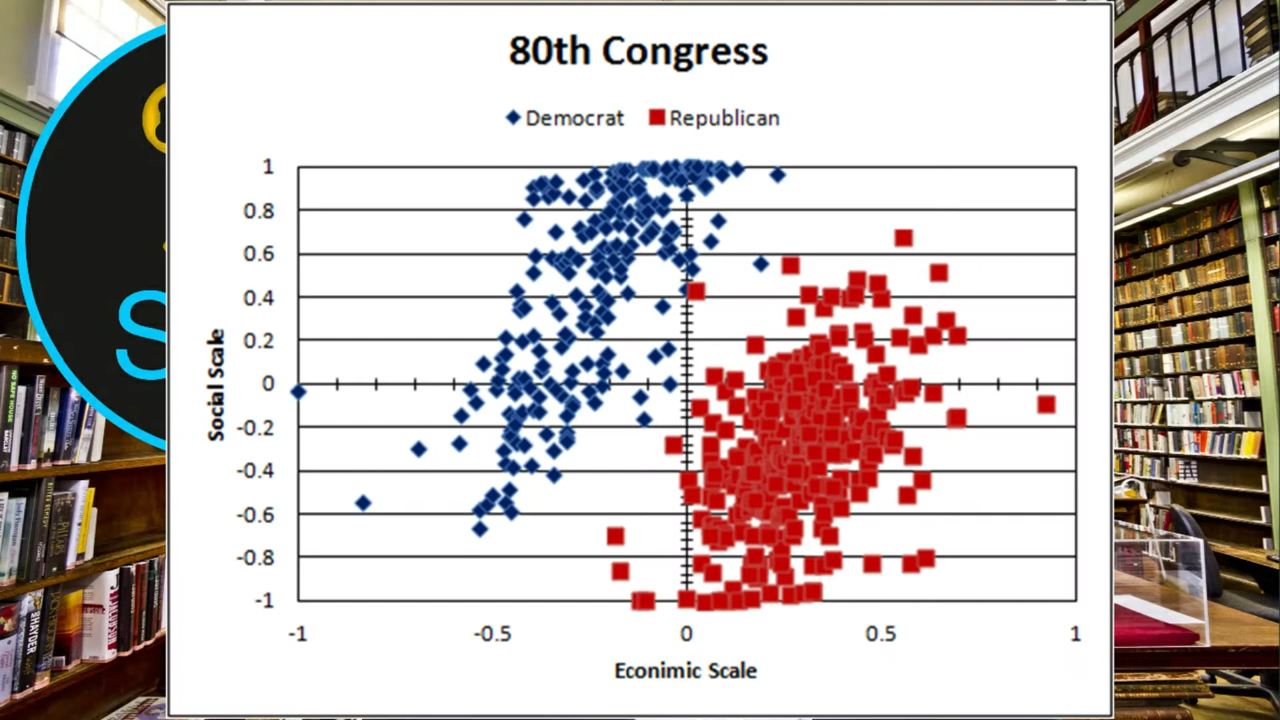 80th Congress
Democrat Republican
1
0.8
0.6
0.4
0.2
0
-0.2
-0.4
-0.6
-0.8
-1
Social Scale
-1 -0.5 0 0.5 1
Econimic Scale